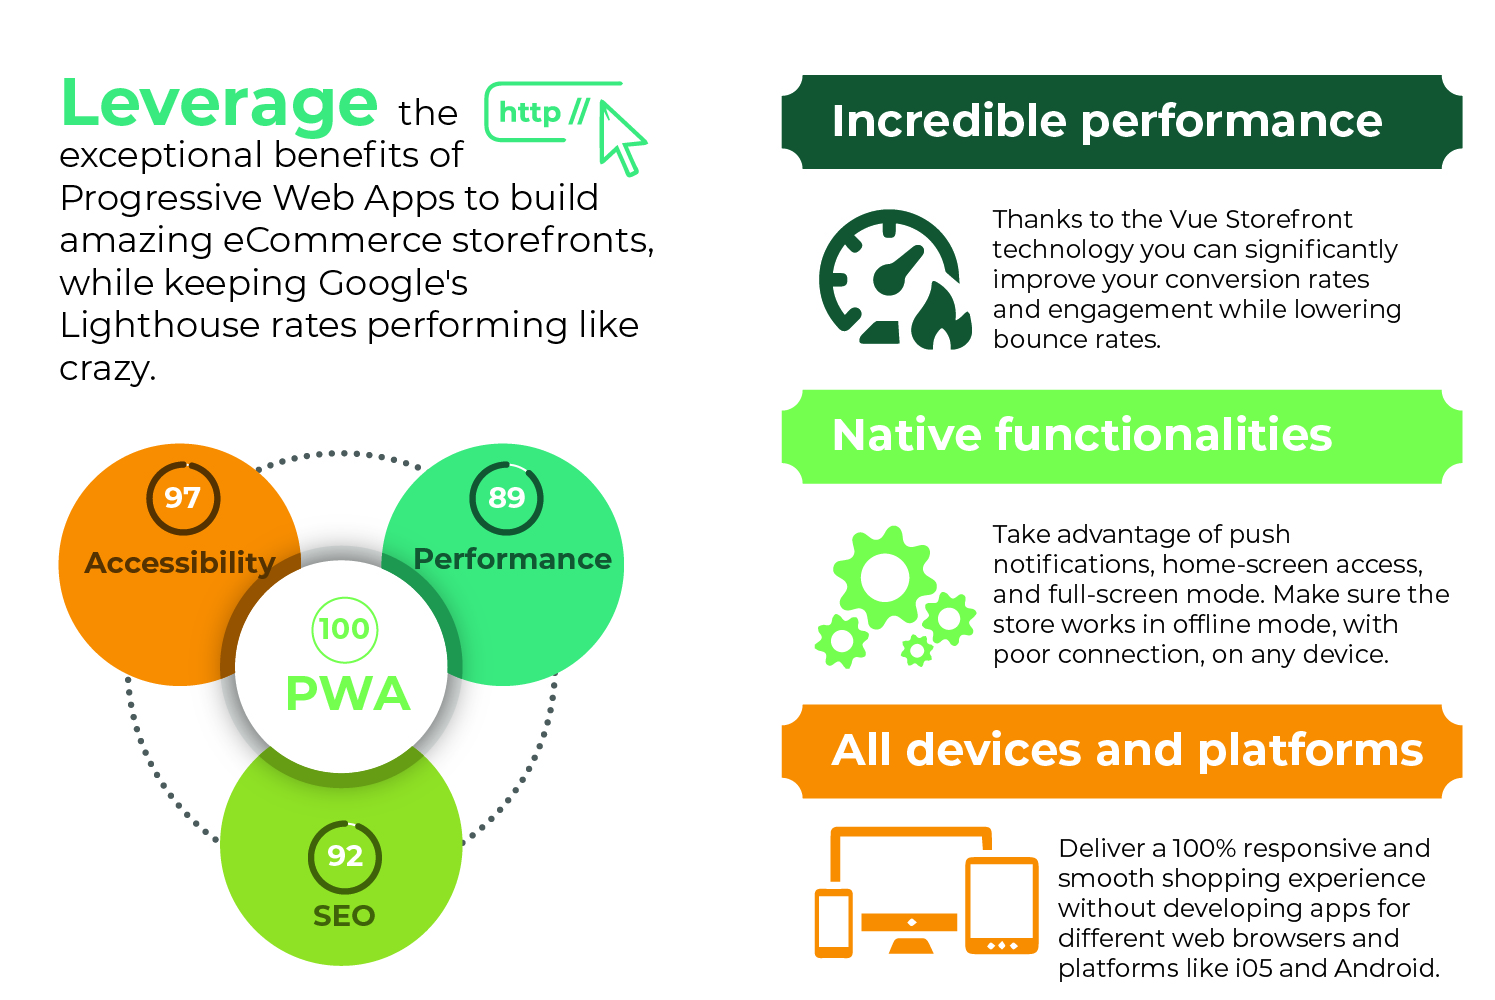 Leverage the
http //
exceptional benefits of
Progressive Web Apps to build
amazing eCommerce storefronts,
while keeping Google's
Lighthouse rates performing like
crazy.
97
Accessibility
89
Performance
100
PWA
92
SEO
Incredible performance
Thanks to the Vue Storefront
technology you can significantly
improve your conversion rates
and engagement while lowering
bounce rates.
Native functionalities
Take advantage of push
notifications, home-screen access,
and full-screen mode. Make sure the
store works in offline mode, with
poor connection, on any device.
All devices and platforms
Deliver a 100% responsive and
smooth shopping experience
without developing apps for
different web browsers and
platforms like i05 and Android.